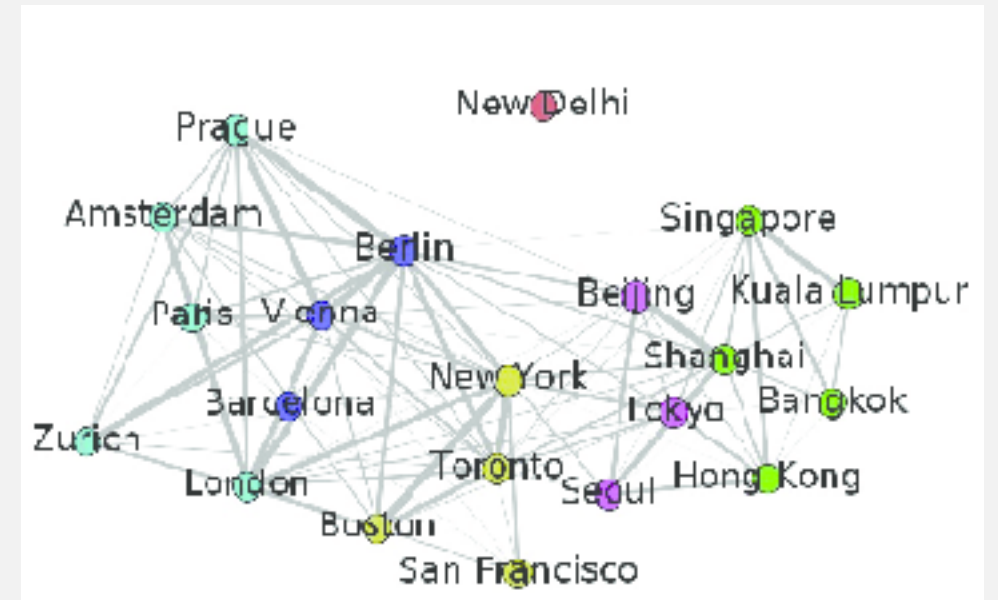 New Delhi
Prague
Amsterdam
Singapore
Berlin
Beijing
Kuala Lumpur
Paris
Vienna
Shanghai
New York
Barcelona
Tokyo
Bangkok
Zurich
Toronto
London
Seoul
Hong Kong
Boston
San Francisco